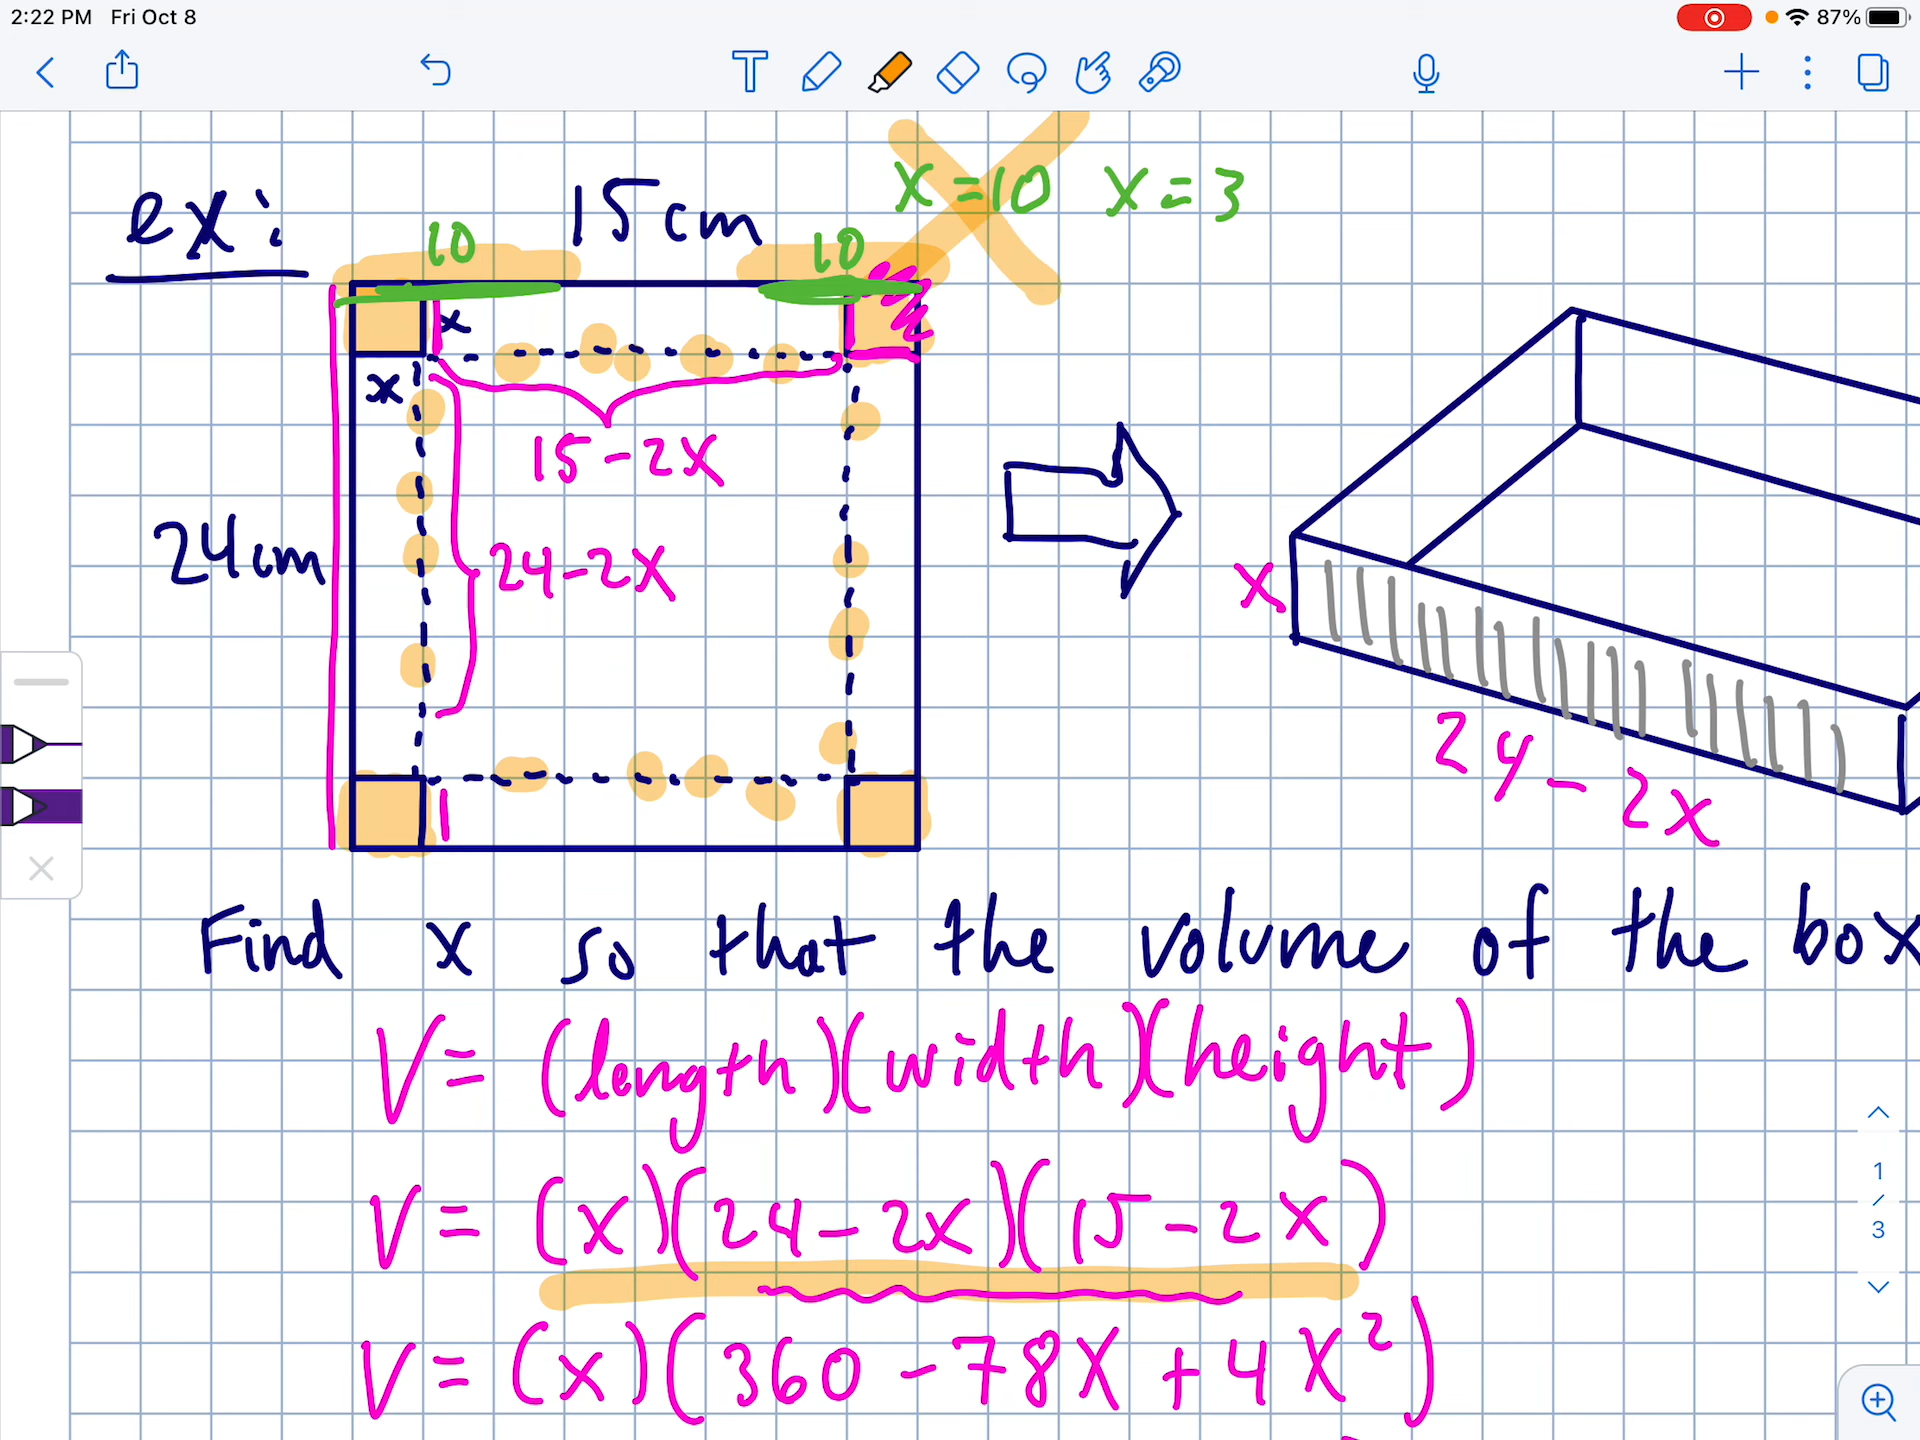 2:22 PM Fri Oct 8
87%
T
ex:
15cm
x=10 x=3
10
10
x
x
15-2x
24cm
24-2x
x
24-2x
Find x so that the volume of the box
V= (length)(width)(height)
V= (x)(24-2x)(15-2x)
V= (x)(360-78x+4x²)
1
/
3